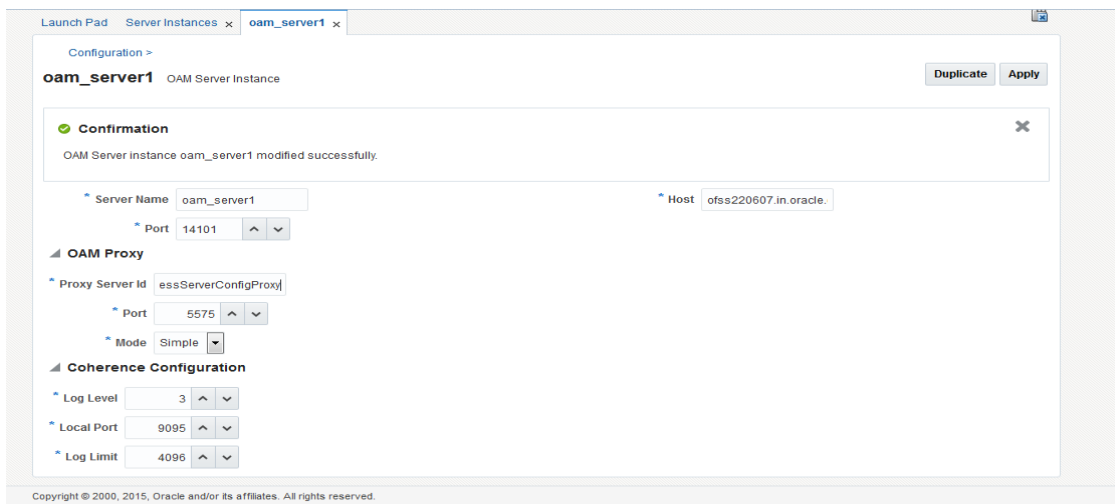 Launch Pad Server Instances x oam_server1 x
Configuration >
oam_server1 OAM Server Instance Duplicate Apply
Confirmation
OAM Server instance oam_server1 modified successfully.
* Server Name oam_server1 * Host ofss220607.in.oracle.
* Port 14101
OAM Proxy
* Proxy Server Id essServerConfigProxy
* Port 5575
* Mode Simple
Coherence Configuration
* Log Level 3
* Local Port 9095
* Log Limit 4096
Copyright © 2000, 2015, Oracle and/or its affiliates. All rights reserved.